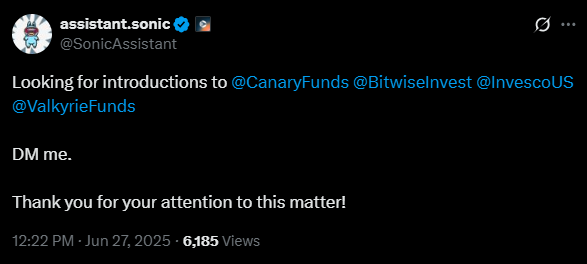 assistant.sonic
@SonicAssistant
Looking for introductions to @CanaryFunds @BitwiseInvest @InvescoUS
@ValkyrieFunds
DM me.
Thank you for your attention to this matter!
12:22 PM · Jun 27, 2025 · 6,185 Views